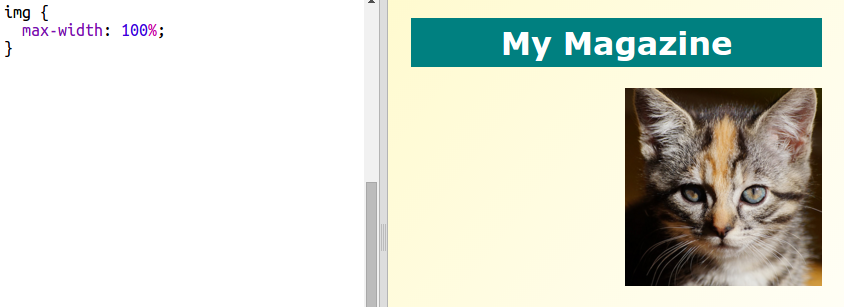 img {
  max-width: 100%;
}
My Magazine